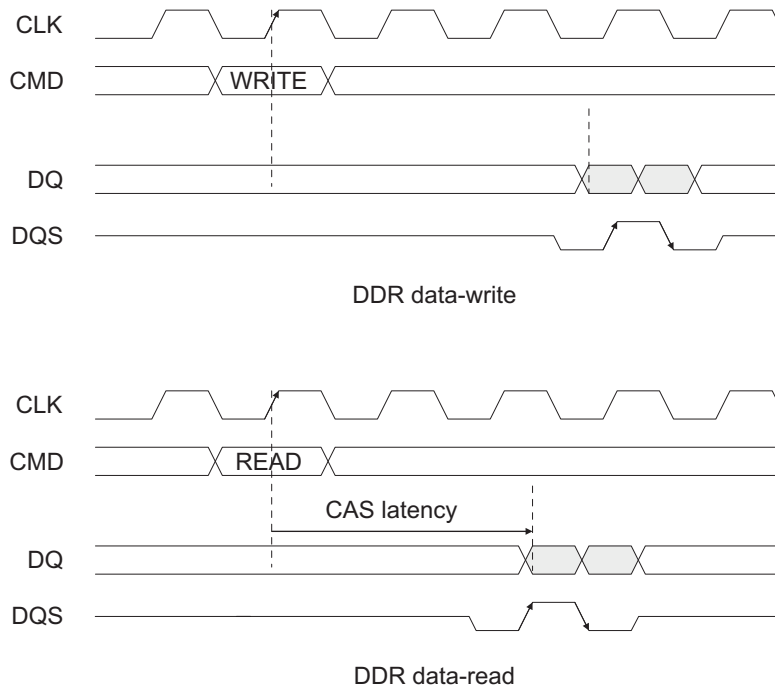 CLK
CMD WRITE
DQ
DQS
DDR data-write
CLK
CMD READ
CAS latency
DQ
DQS
DDR data-read